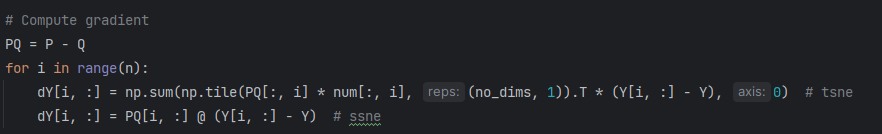 # Compute gradient
PQ = P - Q
for i in range(n):
dY[i, :] = np.sum(np.tile(PQ[:, i] * num[:, i], reps: (no_dims, 1)).T * (Y[i, :] - Y), axis: 0) # tsne
dY[i, :] = PQ[i, :] @ (Y[i, :] - Y) # ssne